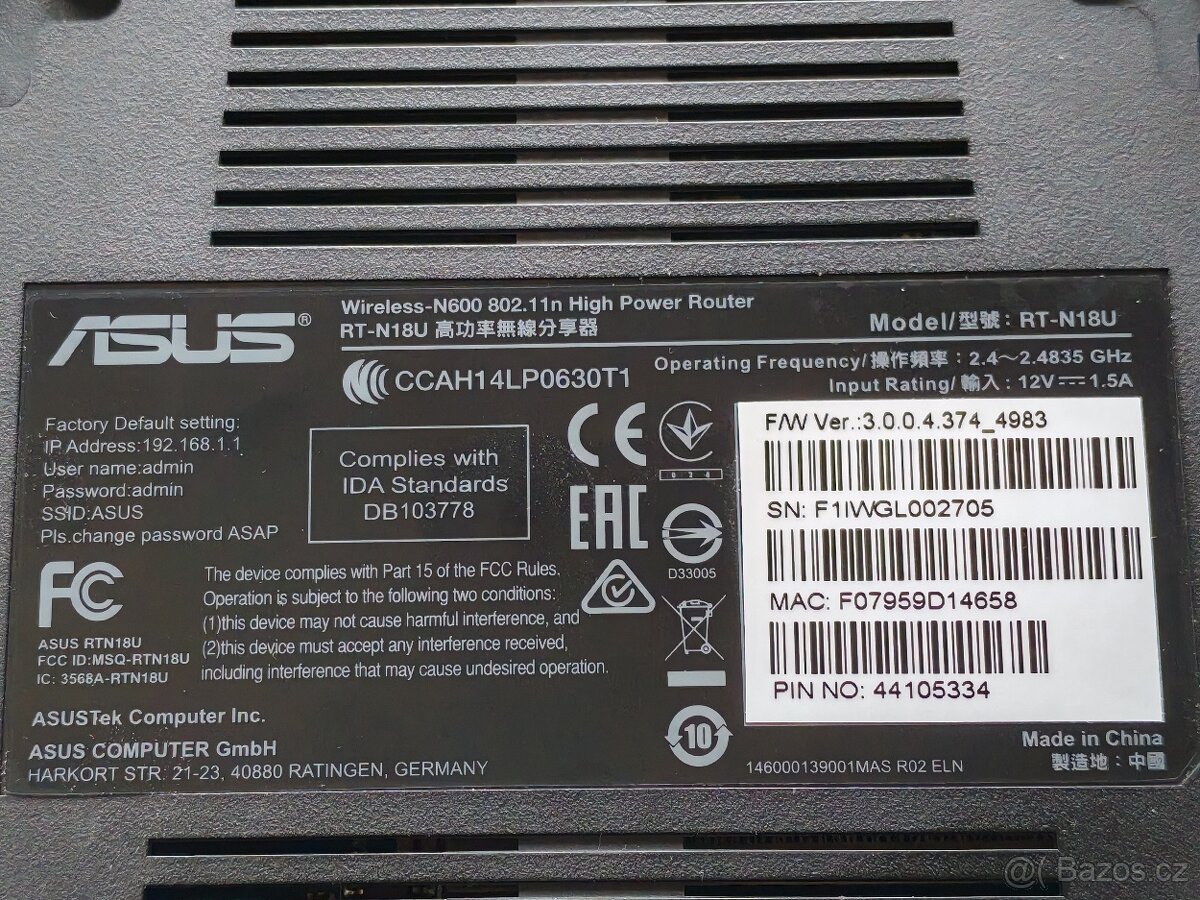 ASUS®
Wireless-N600 802.11n High Power Router
RT-N18U 高功率無線分享器
Model/型號: RT-N18U
CCAH14LP0630T1
Operating Frequency/操作頻率: 2.4～2.4835 GHz
Input Rating/輸入: 12V⎓1.5A
Factory Default setting:
IP Address:192.168.1.1
User name:admin
Password:admin
SSID:ASUS
Pls.change password ASAP
Complies with
IDA Standards
DB103778
CE
028
EAC
D33005
F/W Ver.:3.0.0.4.374_4983
SN: F1IWGL002705
MAC: F07959D14658
PIN NO: 44105334
FC
ASUS RTN18U
FCC ID:MSQ-RTN18U
IC: 3568A-RTN18U
The device complies with Part 15 of the FCC Rules.
Operation is subject to the following two conditions:
(1)this device may not cause harmful interference, and
(2)this device must accept any interference received,
including interference that may cause undesired operation.
ASUSTek Computer Inc.
ASUS COMPUTER GmbH
HARKORT STR. 21-23, 40880 RATINGEN, GERMANY
10
146000139001MAS R02 ELN
Made in China
製造地: 中國
@( Bazos.cz